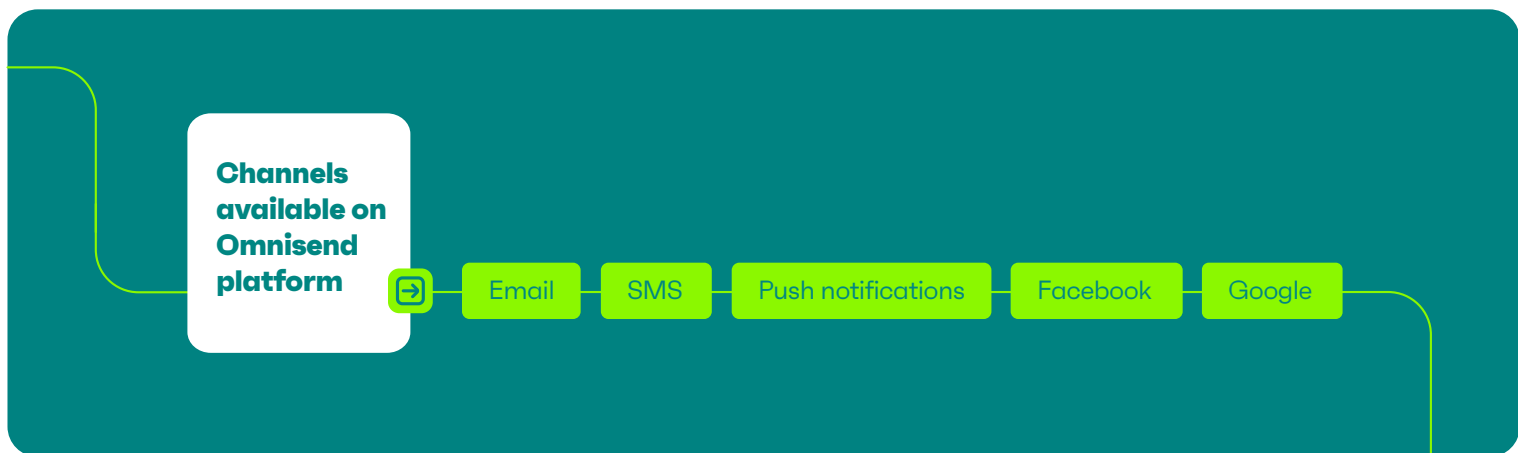 Channels
available on
Omnisend
platform
Email
SMS
Push notifications
Facebook
Google